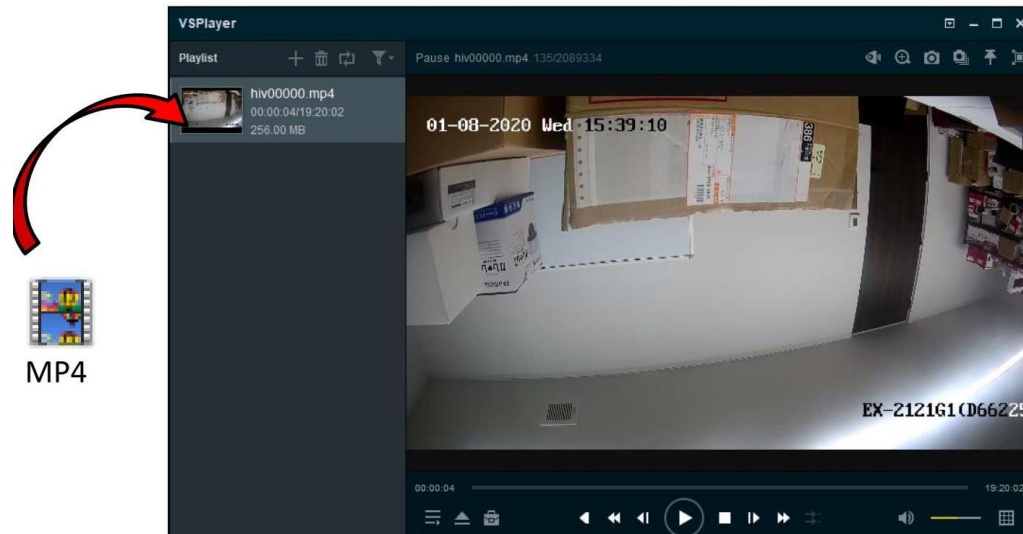 VSPlayer
Playlist
Pause hiv00000.mp4 135/2089334
hiv00000.mp4
00:00:04/19:20:02
256.00 MB
01-08-2020 Wed 15:39:10
386
EX-2121G1(D66225
MP4
00:00:04
19:20:02